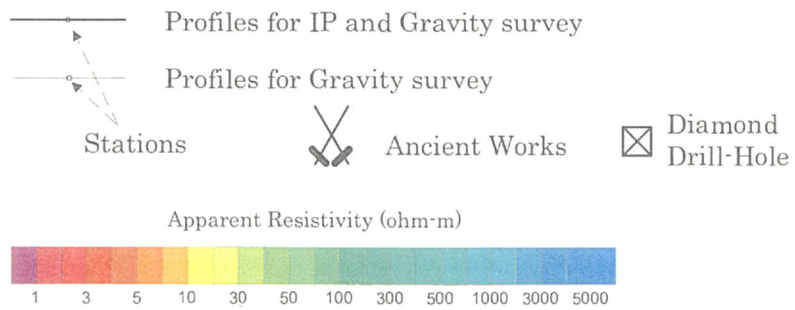 Profiles for IP and Gravity survey
Profiles for Gravity survey
Stations
Ancient Works
Diamond
Drill-Hole
Apparent Resistivity (ohm-m)
1 3 5 10 30 50 100 300 500 1000 3000 5000